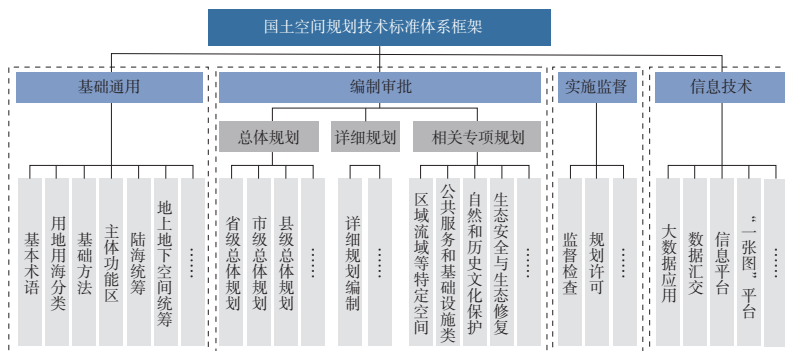 国土空间规划技术标准体系框架
基础通用
编制审批
实施监督
信息技术
总体规划
详细规划
相关专项规划
基本术语
用地用海分类
基础方法
主体功能区
陆海统筹
地上地下空间统筹
……
省级总体规划
市级总体规划
县级总体规划
……
详细规划编制
……
区域流域等特定空间
公共服务和基础设施类
自然和历史文化保护
生态安全与生态修复
……
监督检查
规划许可
……
大数据应用
数据汇交
信息平台
“一张图”平台
……